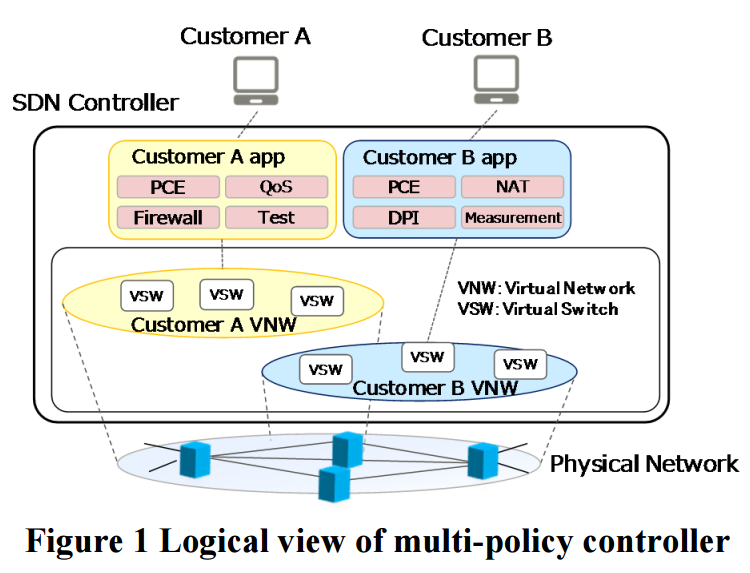 Customer A
Customer B
SDN Controller
Customer A app
PCE
QoS
Firewall
Test
Customer B app
PCE
NAT
DPI
Measurement
VSW
VSW
VSW
Customer A VNW
VNW: Virtual Network
VSW: Virtual Switch
VSW
VSW
VSW
Customer B VNW
Physical Network
Figure 1 Logical view of multi-policy controller